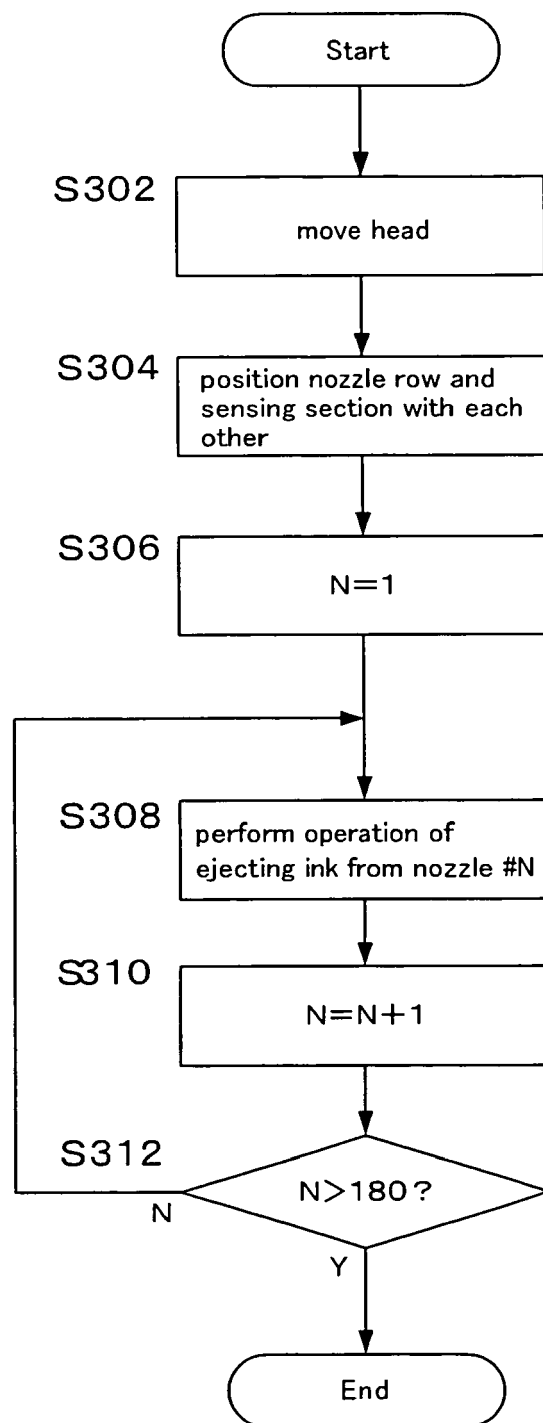 Start
S302
move head
S304
position nozzle row and
sensing section with each
other
S306
N=1
S308
perform operation of
ejecting ink from nozzle #N
S310
N=N+1
S312
N>180?
N
Y
End